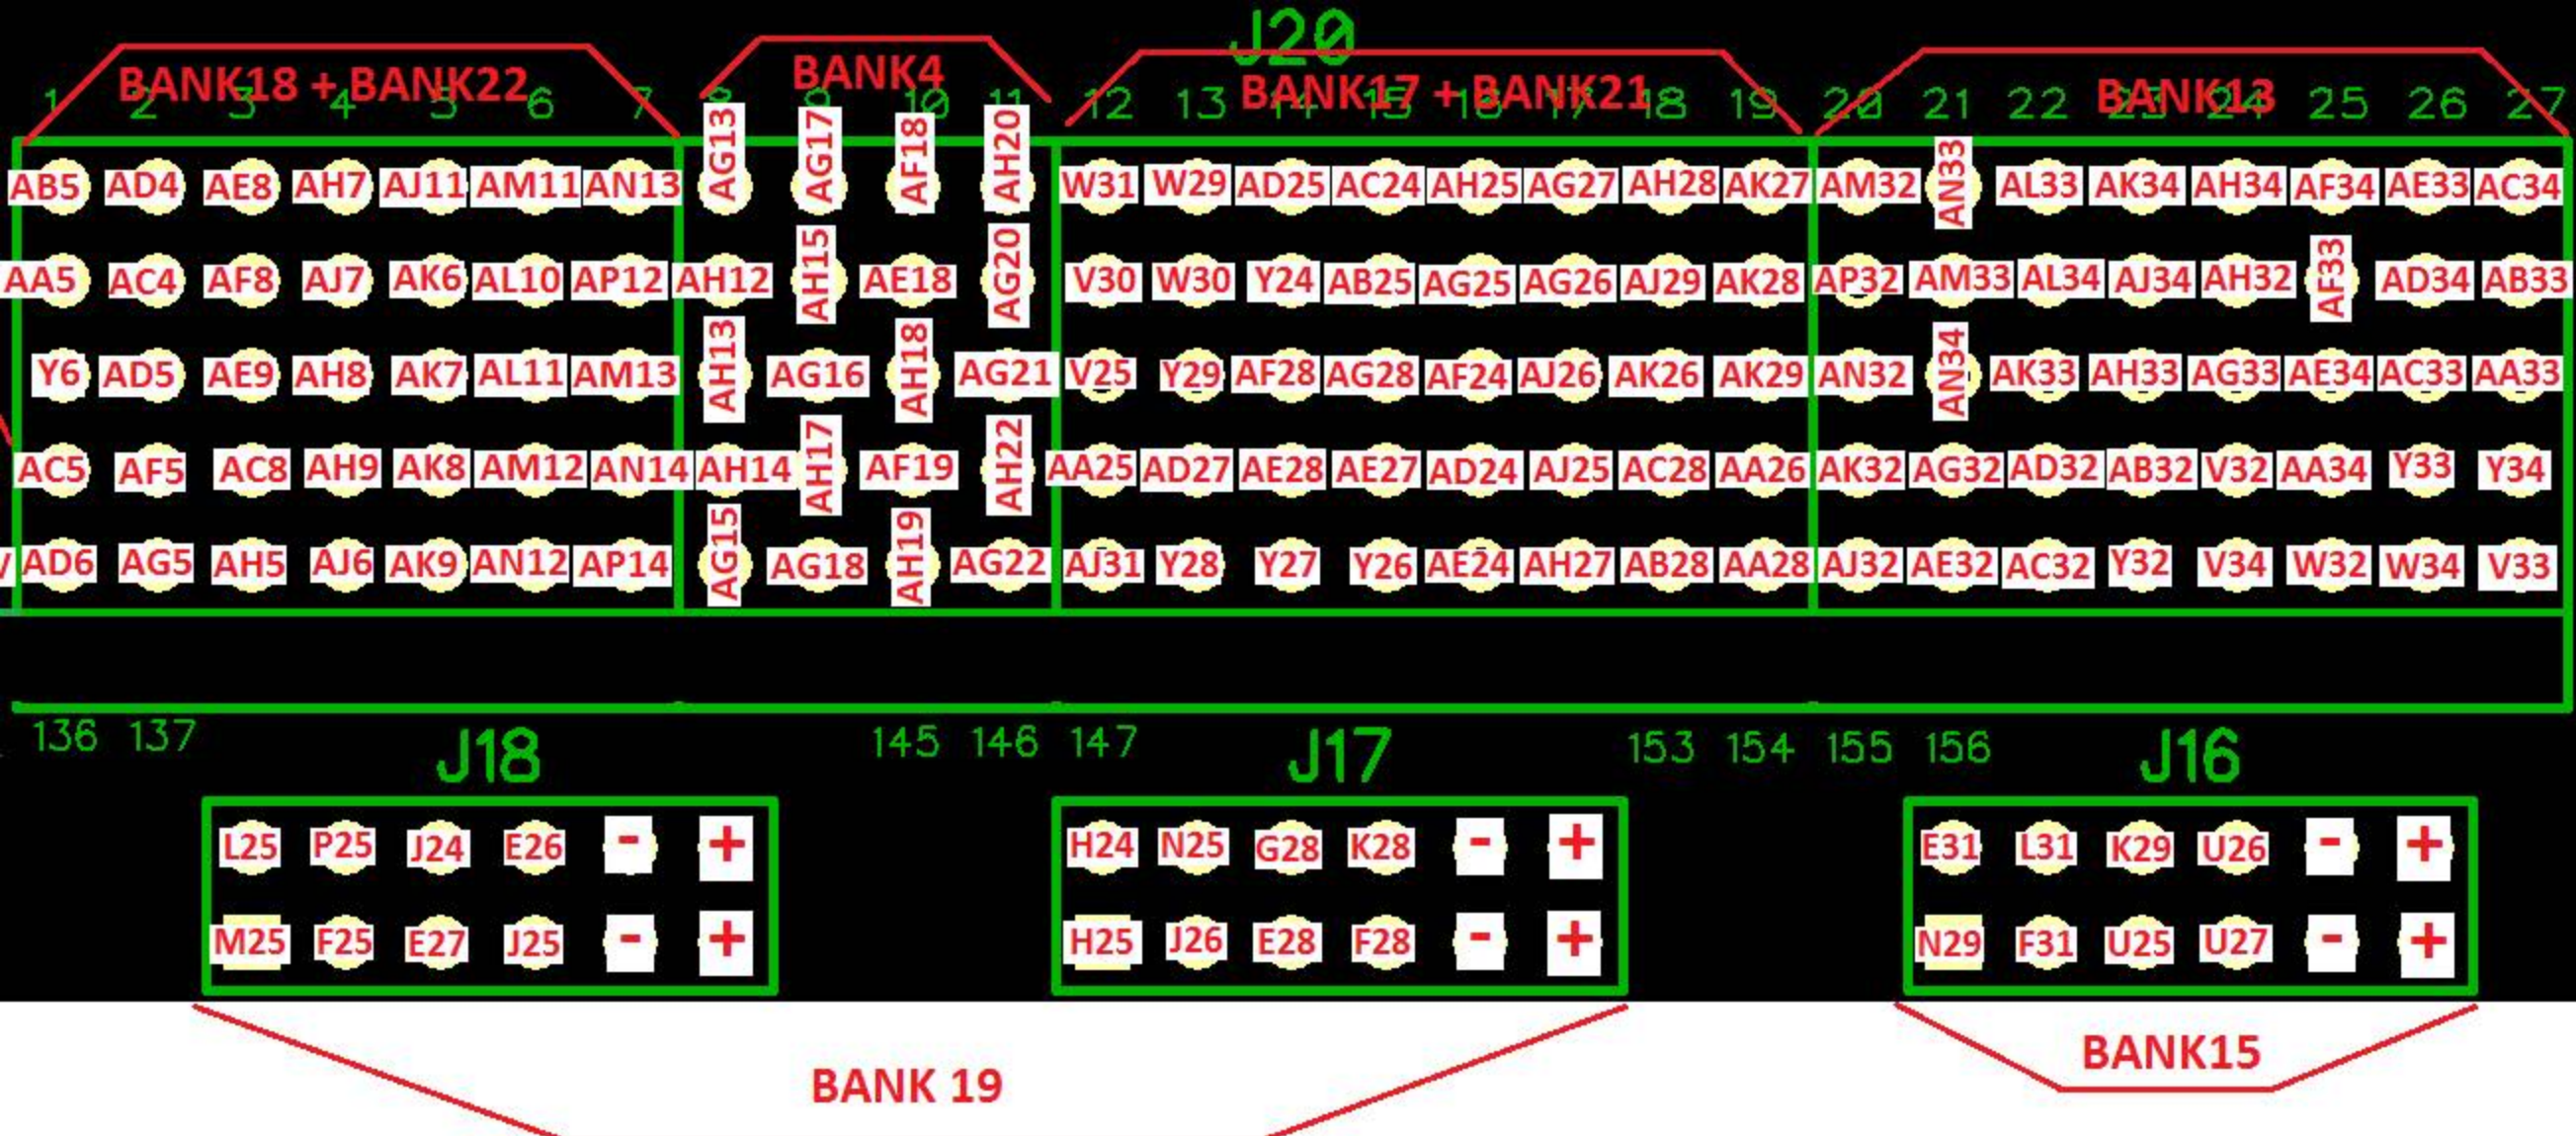 J20
BANK18 + BANK22 BANK4 BANK17 + BANK21 BANK13
1 2 3 4 5 6 7 8 9 10 11 12 13 14 15 16 17 18 19 20 21 22 23 24 25 26 27
AB5 AD4 AE8 AH7 AJ11 AM11 AN13 AG13 AG17 AF18 AH20 W31 W29 AD25 AC24 AH25 AG27 AH28 AK27 AM32 AN33 AL33 AK34 AH34 AF34 AE33 AC34
AA5 AC4 AF8 AJ7 AK6 AL10 AP12 AH12 AH15 AE18 AG20 V30 W30 Y24 AB25 AG25 AG26 AJ29 AK28 AP32 AM33 AL34 AJ34 AH32 AF33 AD34 AB33
Y6 AD5 AE9 AH8 AK7 AL11 AM13 AH13 AG16 AH18 AG21 V25 Y29 AF28 AG28 AF24 AJ26 AK26 AK29 AN32 AN34 AK33 AH33 AG33 AE34 AC33 AA33
AC5 AF5 AC8 AH9 AK8 AM12 AN14 AH14 AH17 AF19 AH22 AA25 AD27 AE28 AE27 AD24 AJ25 AC28 AA26 AK32 AG32 AD32 AB32 V32 AA34 Y33 Y34
AD6 AG5 AH5 AJ6 AK9 AN12 AP14 AG15 AG18 AH19 AG22 AJ31 Y28 Y27 Y26 AE24 AH27 AB28 AA28 AJ32 AE32 AC32 Y32 V34 W32 W34 V33
136 137 145 146 147 153 154 155 156
J18 J17 J16
L25 P25 J24 E26 - + H24 N25 G28 K28 - + E31 L31 K29 U26 - +
M25 F25 E27 J25 - + H25 J26 E28 F28 - + N29 F31 U25 U27 - +
BANK 19 BANK15